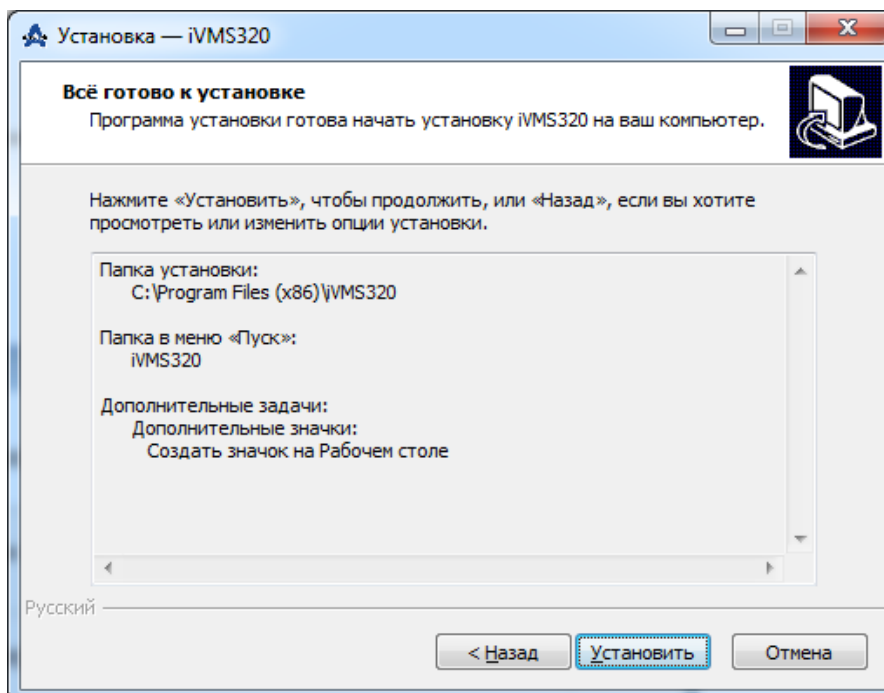 Установка — iVMS320
Всё готово к установке
Программа установки готова начать установку iVMS320 на ваш компьютер.
Нажмите «Установить», чтобы продолжить, или «Назад», если вы хотите
просмотреть или изменить опции установки.
Папка установки:
C:\Program Files (x86)\iVMS320
Папка в меню «Пуск»:
iVMS320
Дополнительные задачи:
Дополнительные значки:
Создать значок на Рабочем столе
Русский
< Назад
Установить
Отмена